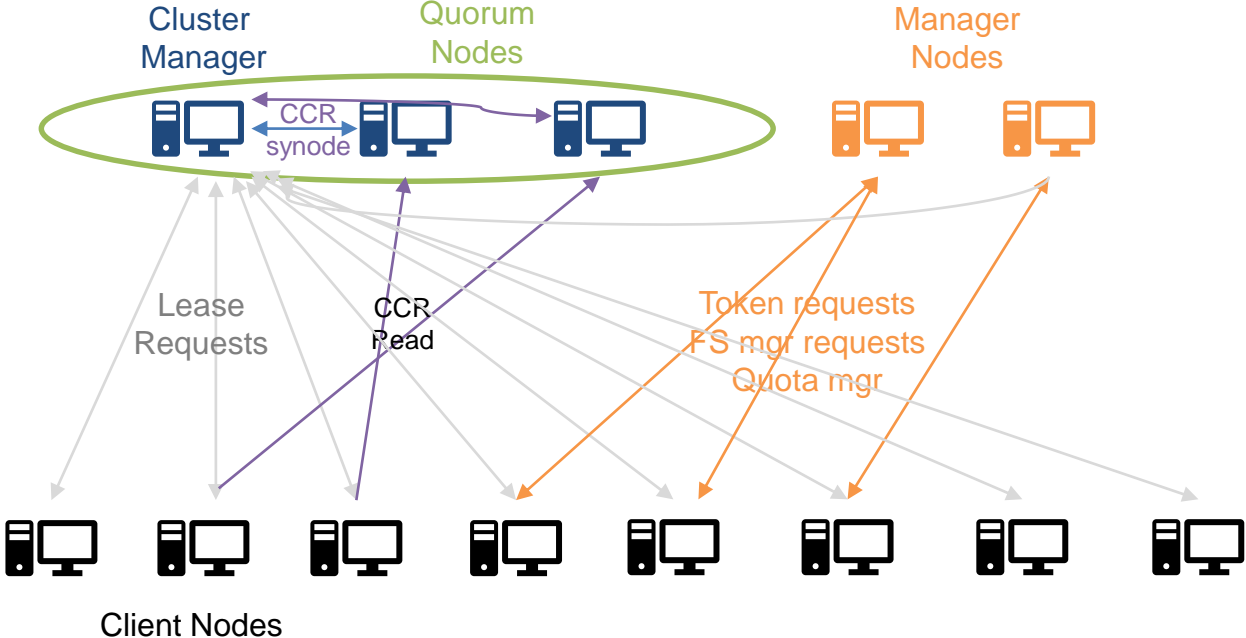 Cluster
Manager
Quorum
Nodes
Manager
Nodes
CCR
synode
Lease
Requests
CCR
Read
Token requests
FS mgr requests
Quota mgr
Client Nodes